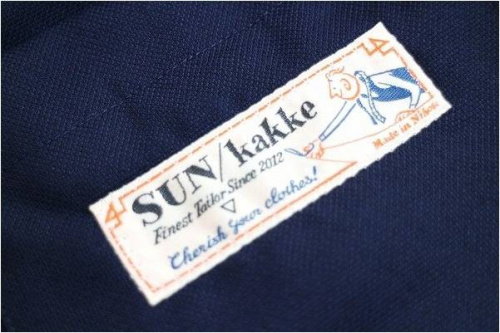 SUN/kakke
Finest Tailor Since 2012
Cherish your clothes!
Made in Nihon